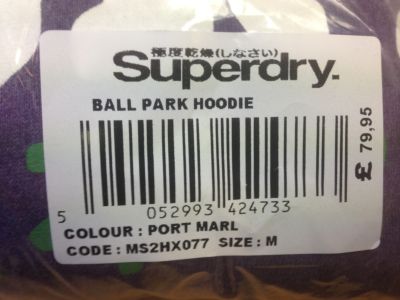 極度乾燥(しなさい)
Superdry.
BALL PARK HOODIE
£ 79,95
5 052993 424733
COLOUR : PORT MARL
CODE : MS2HX077 SIZE : M